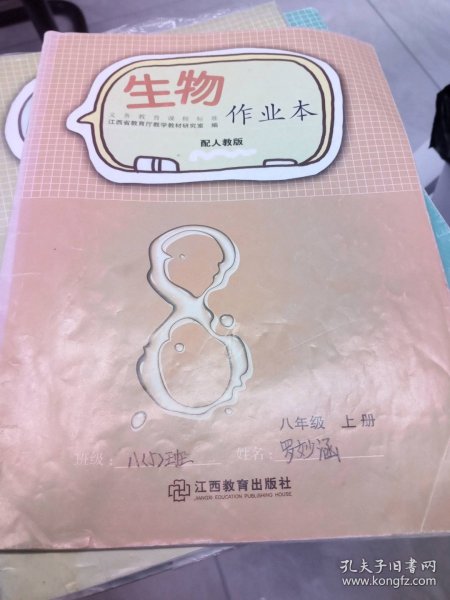 生物
作业本
义务教育课程标准
江西省教育厅教学教材研究室 编
配人教版
8
八年级 上册
班级: 八(5)班 姓名: 罗妙涵
江西教育出版社
JIANGXI EDUCATION PUBLISHING HOUSE
孔夫子旧书网
www.kongfz.com